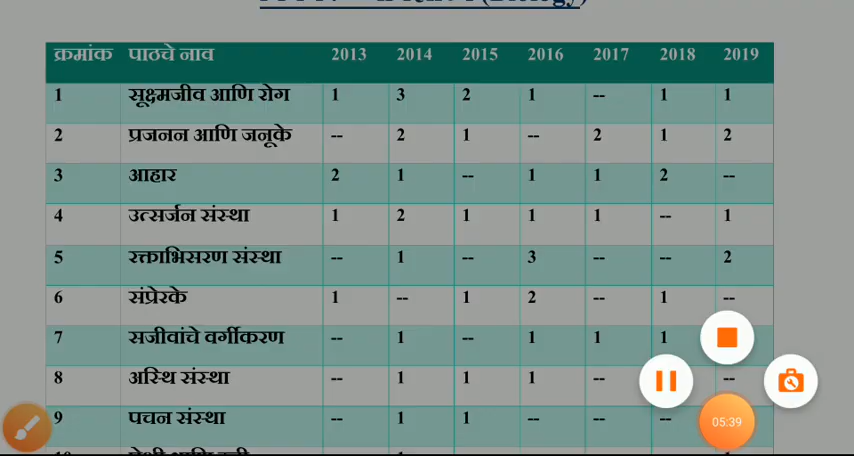 (Biology)
क्रमांक पाठचे नाव 2013 2014 2015 2016 2017 2018 2019
1 सूक्ष्मजीव आणि रोग 1 3 2 1 -- 1 1
2 प्रजनन आणि जनूके -- 2 1 -- 2 1 2
3 आहार 2 1 -- 1 1 2 --
4 उत्सर्जन संस्था 1 2 1 1 1 -- 1
5 रक्ताभिसरण संस्था -- 1 -- 3 -- -- 2
6 संप्रेरके 1 -- 1 2 -- 1 --
7 सजीवांचे वर्गीकरण -- 1 -- 1 1 1
8 अस्थि संस्था -- 1 1 1 -- --
9 पचन संस्था -- 1 1 -- -- --
05:39